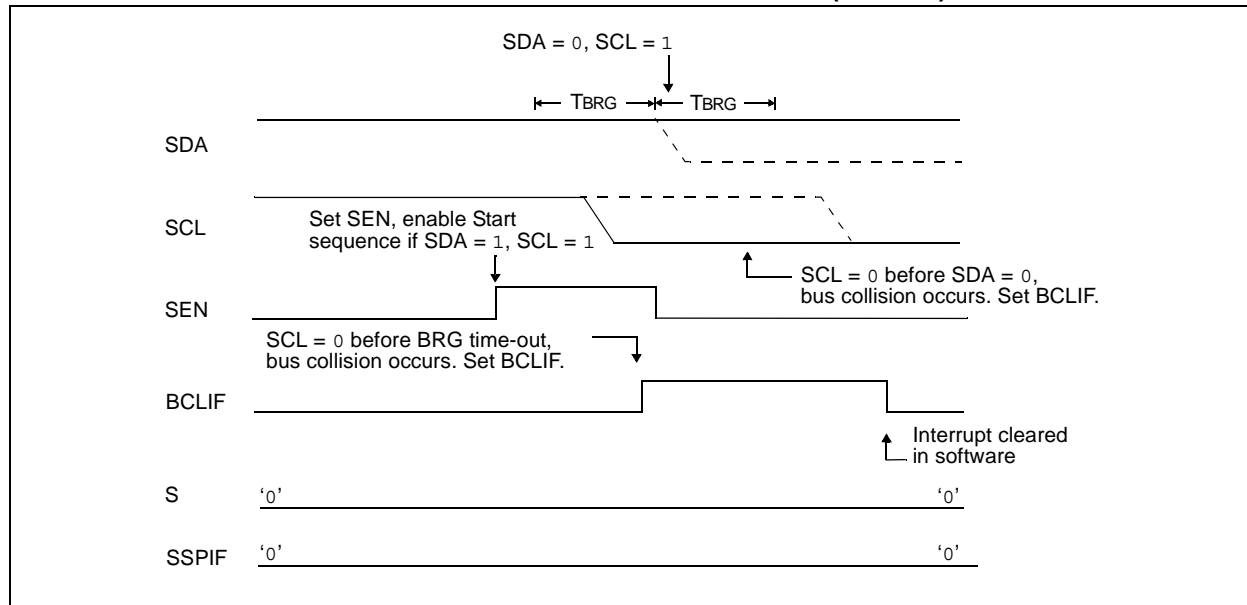 SDA = 0, SCL = 1
TBRG TBRG
SDA
SCL
Set SEN, enable Start
sequence if SDA = 1, SCL = 1
SCL = 0 before SDA = 0,
bus collision occurs. Set BCLIF.
SEN
SCL = 0 before BRG time-out,
bus collision occurs. Set BCLIF.
BCLIF
Interrupt cleared
in software
S ‘0’ ‘0’
SSPIF ‘0’ ‘0’